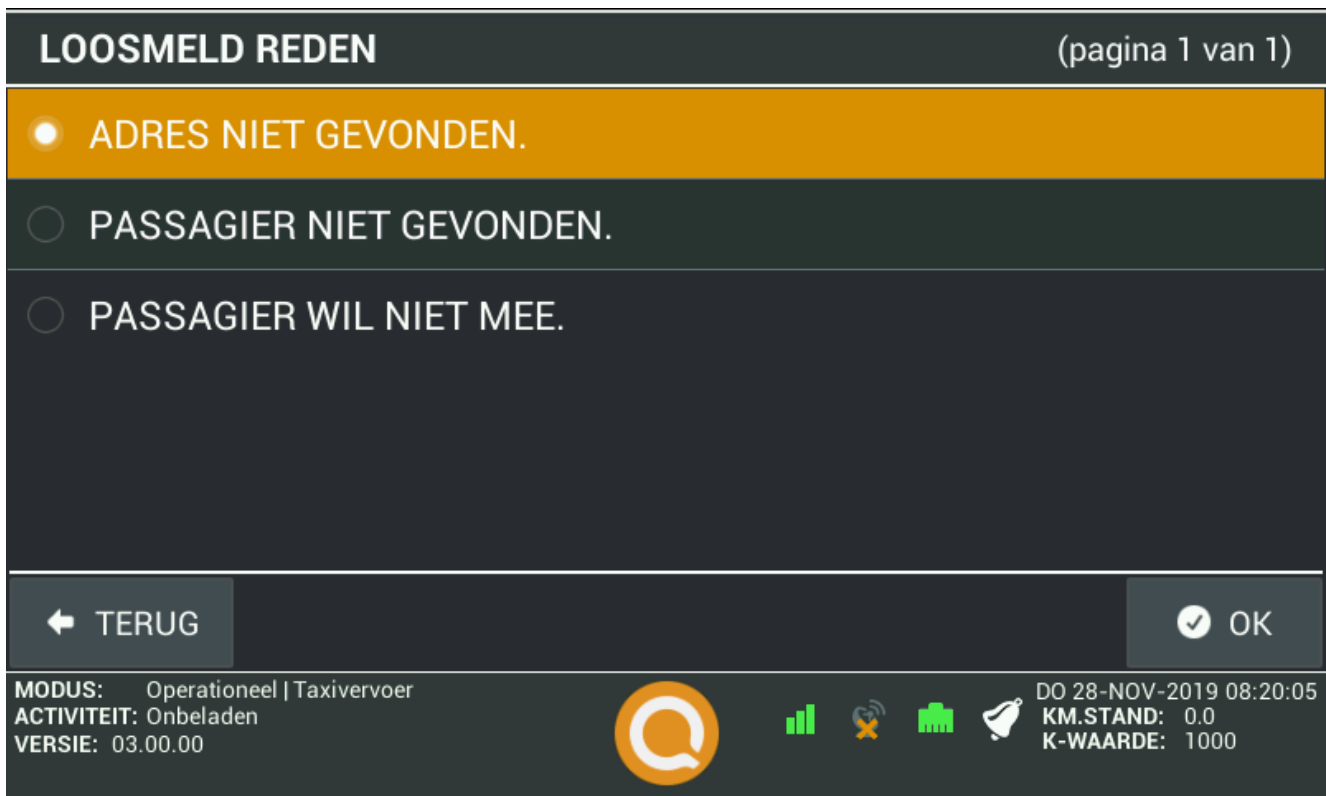 LOOSMELD REDEN (pagina 1 van 1)
ADRES NIET GEVONDEN.
PASSAGIER NIET GEVONDEN.
PASSAGIER WIL NIET MEE.
TERUG OK
MODUS: Operationeel | Taxivervoer
ACTIVITEIT: Onbeladen
VERSIE: 03.00.00
DO 28-NOV-2019 08:20:05
KM.STAND: 0.0
K-WAARDE: 1000